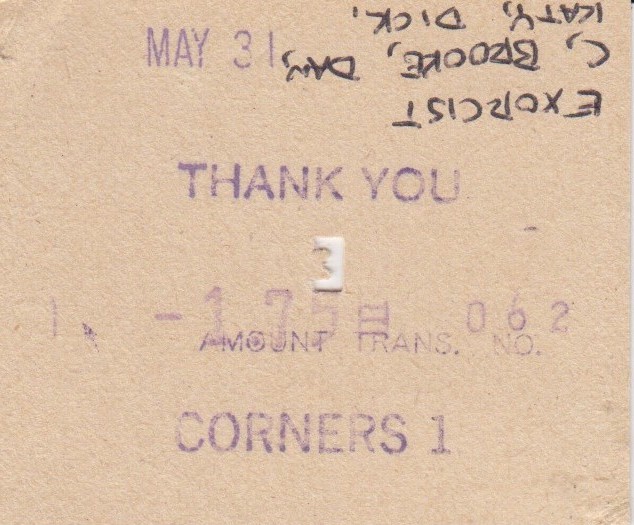 MAY 31
THANK YOU
3
-1 75 062
AMOUNT TRANS. NO.
CORNERS 1
EXORCIST
C, BROOKE, DAN,
KATY, DICK.